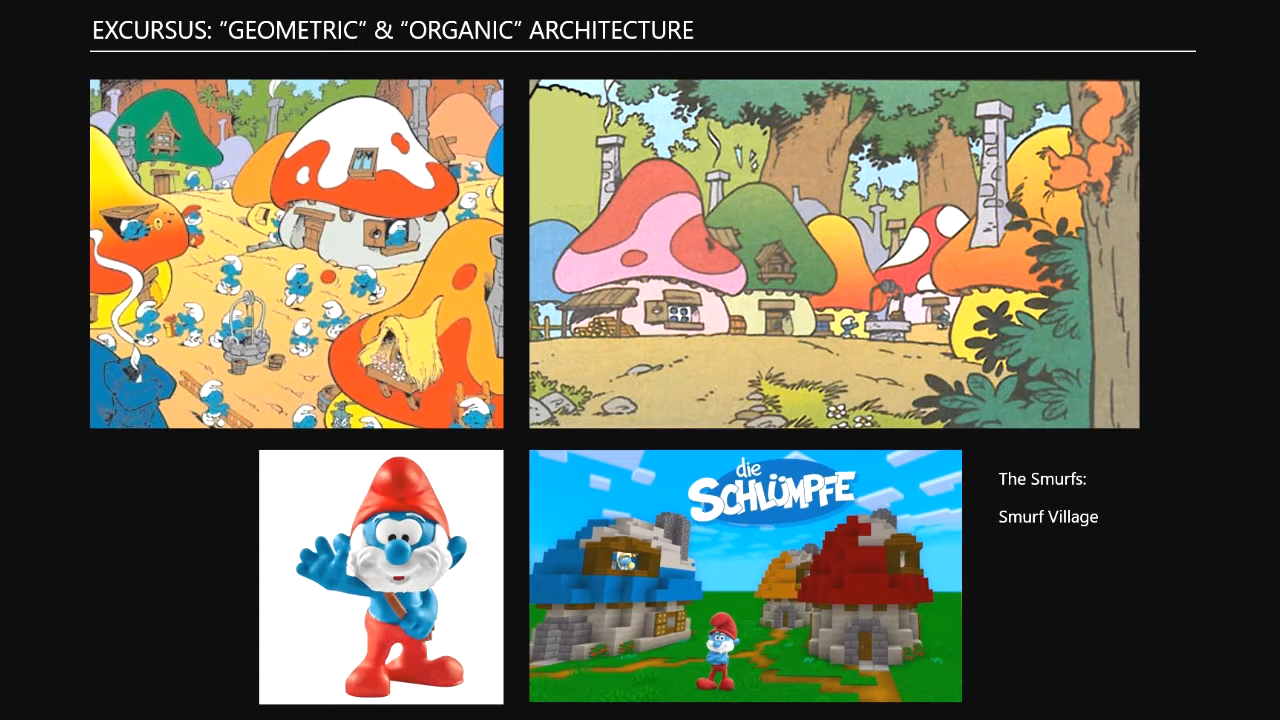 EXCURSUS: “GEOMETRIC” & “ORGANIC” ARCHITECTURE
die
SCHLÜMPFE
The Smurfs:
Smurf Village